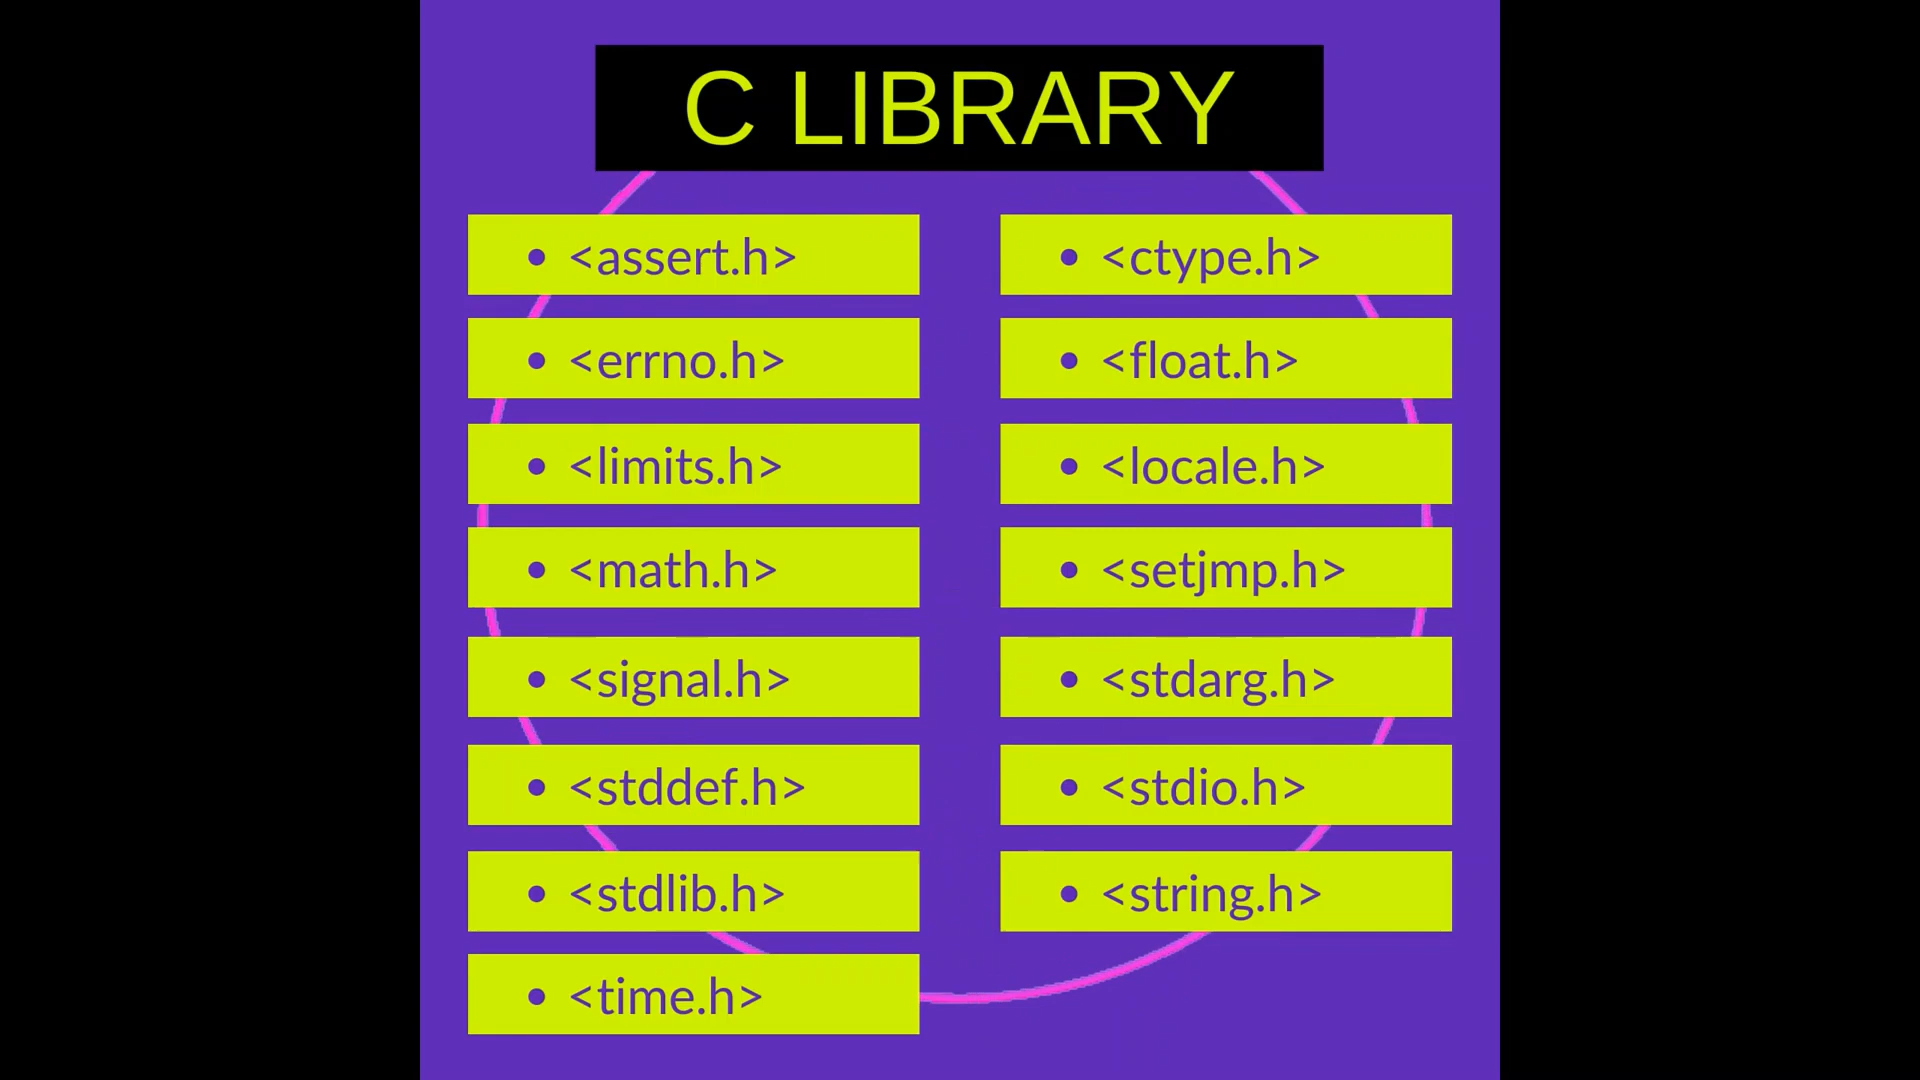 C LIBRARY
• <assert.h>
• <ctype.h>
• <errno.h>
• <float.h>
• <limits.h>
• <locale.h>
• <math.h>
• <setjmp.h>
• <signal.h>
• <stdarg.h>
• <stddef.h>
• <stdio.h>
• <stdlib.h>
• <string.h>
• <time.h>